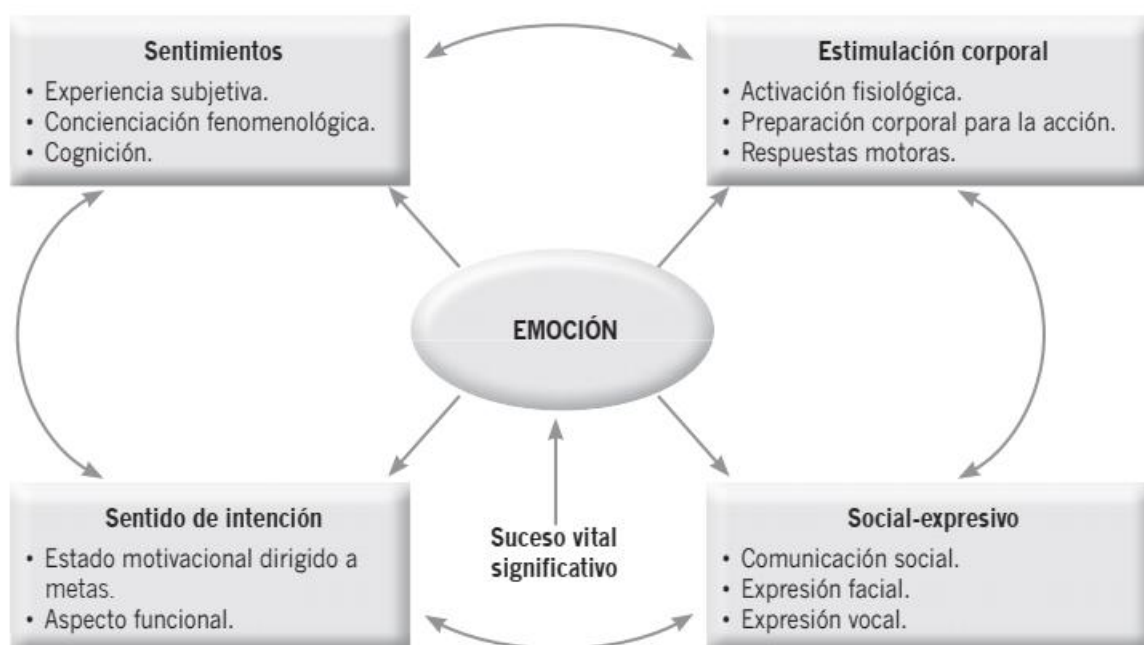 Sentimientos
• Experiencia subjetiva.
• Concienciación fenomenológica.
• Cognición.
Estimulación corporal
• Activación fisiológica.
• Preparación corporal para la acción.
• Respuestas motoras.
EMOCIÓN
Sentido de intención
• Estado motivacional dirigido a
metas.
• Aspecto funcional.
Suceso vital
significativo
Social-expresivo
• Comunicación social.
• Expresión facial.
• Expresión vocal.